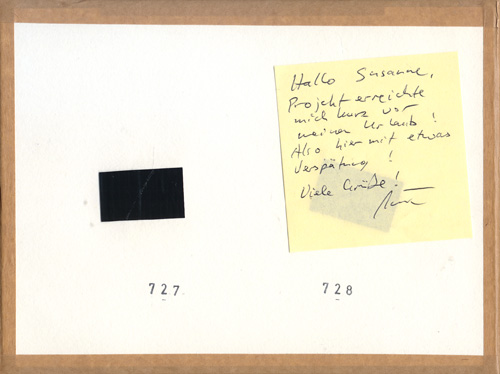 Hallo Susanne,
Projekt erreichte
mich kurz vor
meinem Urlaub!
Also hier mit etwas
Verspätung!
Viele Grüße!
727
728